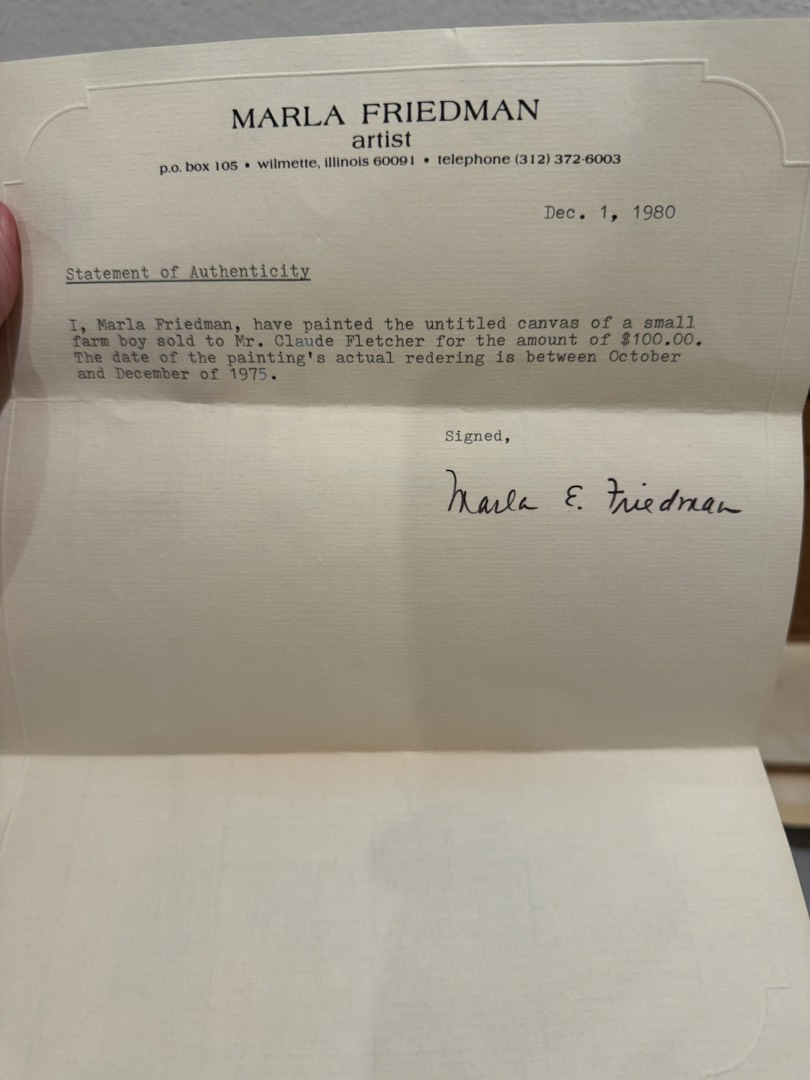 MARLA FRIEDMAN
artist
p.o. box 105 • wilmette, illinois 60091 • telephone (312) 372-6003
Dec. 1, 1980
Statement of Authenticity
I, Marla Friedman, have painted the untitled canvas of a small
farm boy sold to Mr. Claude Fletcher for the amount of $100.00.
The date of the painting's actual redering is between October
and December of 1975.
Signed,
Marla E. Friedman